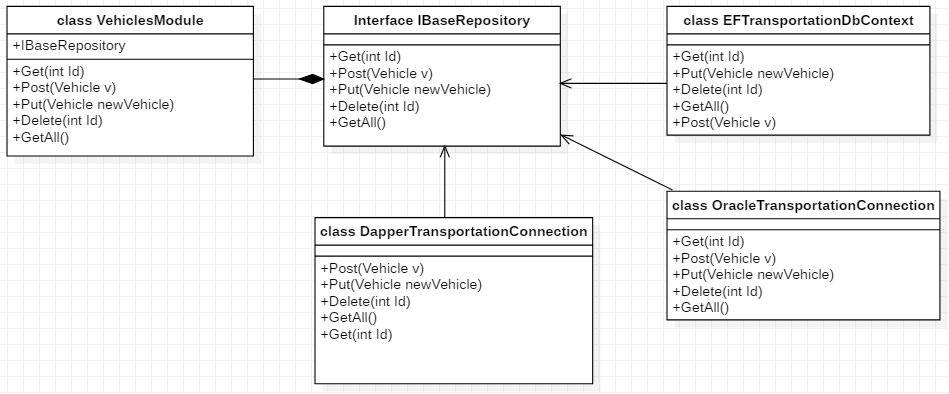 class VehiclesModule
+IBaseRepository
+Get(int Id)
+Post(Vehicle v)
+Put(Vehicle newVehicle)
+Delete(int Id)
+GetAll()
Interface IBaseRepository
+Get(int Id)
+Post(Vehicle v)
+Put(Vehicle newVehicle)
+Delete(int Id)
+GetAll()
class EFTransportationDbContext
+Get(int Id)
+Put(Vehicle newVehicle)
+Delete(int Id)
+GetAll()
+Post(Vehicle v)
class DapperTransportationConnection
+Post(Vehicle v)
+Put(Vehicle newVehicle)
+Delete(int Id)
+GetAll()
+Get(int Id)
class OracleTransportationConnection
+Get(int Id)
+Post(Vehicle v)
+Put(Vehicle newVehicle)
+Delete(int Id)
+GetAll()